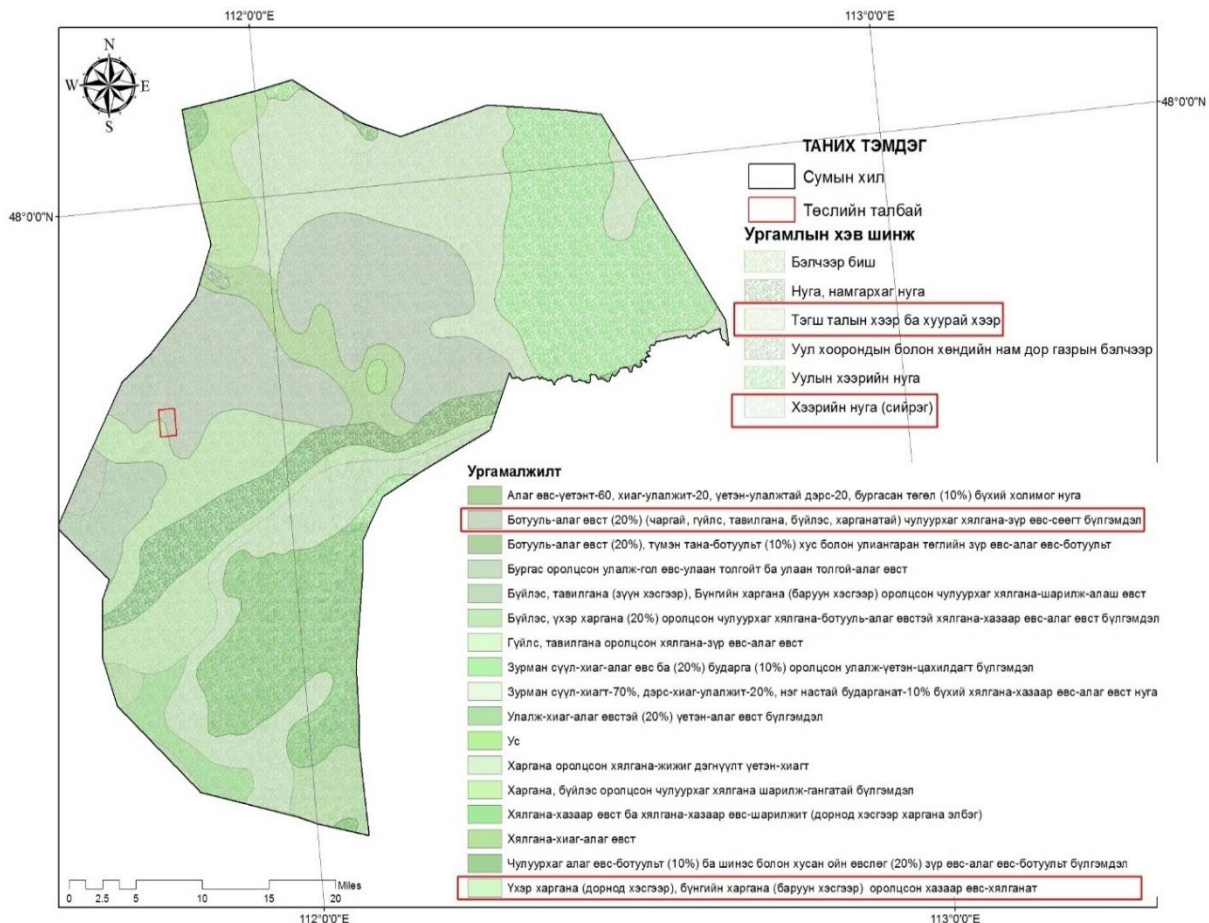 112°0'0"E
113°0'0"E
N
W
E
S
48°0'0"N
48°0'0"N
ТАНИХ ТЭМДЭГ
Сумын хил
Төслийн талбай
Ургамлын хэв шинж
Бэлчээр биш
Нуга, намгархаг нуга
Тэгш талын хээр ба хуурай хээр
Уул хоорондын болон хөндийн нам дор газрын бэлчээр
Уулын хээрийн нуга
Хээрийн нуга (сийрэг)
Ургамалжилт
Алаг өвс-үетэнт-60, хиаг-улалжит-20, үетэн-улалжтай дэрс-20, бургасан төгөл (10%) бүхий холимог нуга
Ботууль-алаг өвст (20%) (чаргай, гүйлс, тавилгана, бүйлэс, харганатай) чулуурхаг хялгана-зүр өвс-сөөгт бүлгэмдэл
Ботууль-алаг өвст (20%), түмэн тана-ботуульт (10%) хус болон улиангаран төглийн зүр өвс-алаг өвс-ботуульт
Бургас оролцсон улалж-гол өвс-улаан толгойт ба улаан толгой-алаг өвст
Бүйлэс, тавилгана (зүүн хэсгээр), Бүнгийн харгана (баруун хэсгээр) оролцсон чулуурхаг хялгана-шарилж-алаш өвст
Бүйлэс, үхэр харгана (20%) оролцсон чулуурхаг хялгана-ботууль-алаг өвстэй хялгана-хазаар өвс-алаг өвст бүлгэмдэл
Гүйлс, тавилгана оролцсон хялгана-зүр өвс-алаг өвст
Зурман сүүл-хиаг-алаг өвс ба (20%) бударга (10%) оролцсон улалж-үетэн-цахилдагт бүлгэмдэл
Зурман сүүл-хиагт-70%, дэрс-хиаг-улалжит-20%, нэг настай бударганат-10% бүхий хялгана-хазаар өвс-алаг өвст нуга
Улалж-хиаг-алаг өвстэй (20%) үетэн-алаг өвст бүлгэмдэл
Ус
Харгана оролцсон хялгана-жижиг дэгнүүлт үетэн-хиагт
Харгана, бүйлэс оролцсон чулуурхаг хялгана шарилж-гангатай бүлгэмдэл
Хялгана-хазаар өвст ба хялгана-хазаар өвс-шарилжит (дорнод хэсгээр харгана элбэг)
Хялгана-хиаг-алаг өвст
Чулуурхаг алаг өвс-ботуульт (10%) ба шинэс болон хусан ойн өвслөг (20%) зүр өвс-алаг өвс-ботуульт бүлгэмдэл
Үхэр харгана (дорнод хэсгээр), бүнгийн харгана (баруун хэсгээр) оролцсон хазаар өвс-хялганат
Miles
0 2.5 5 10 15 20
112°0'0"E
113°0'0"E